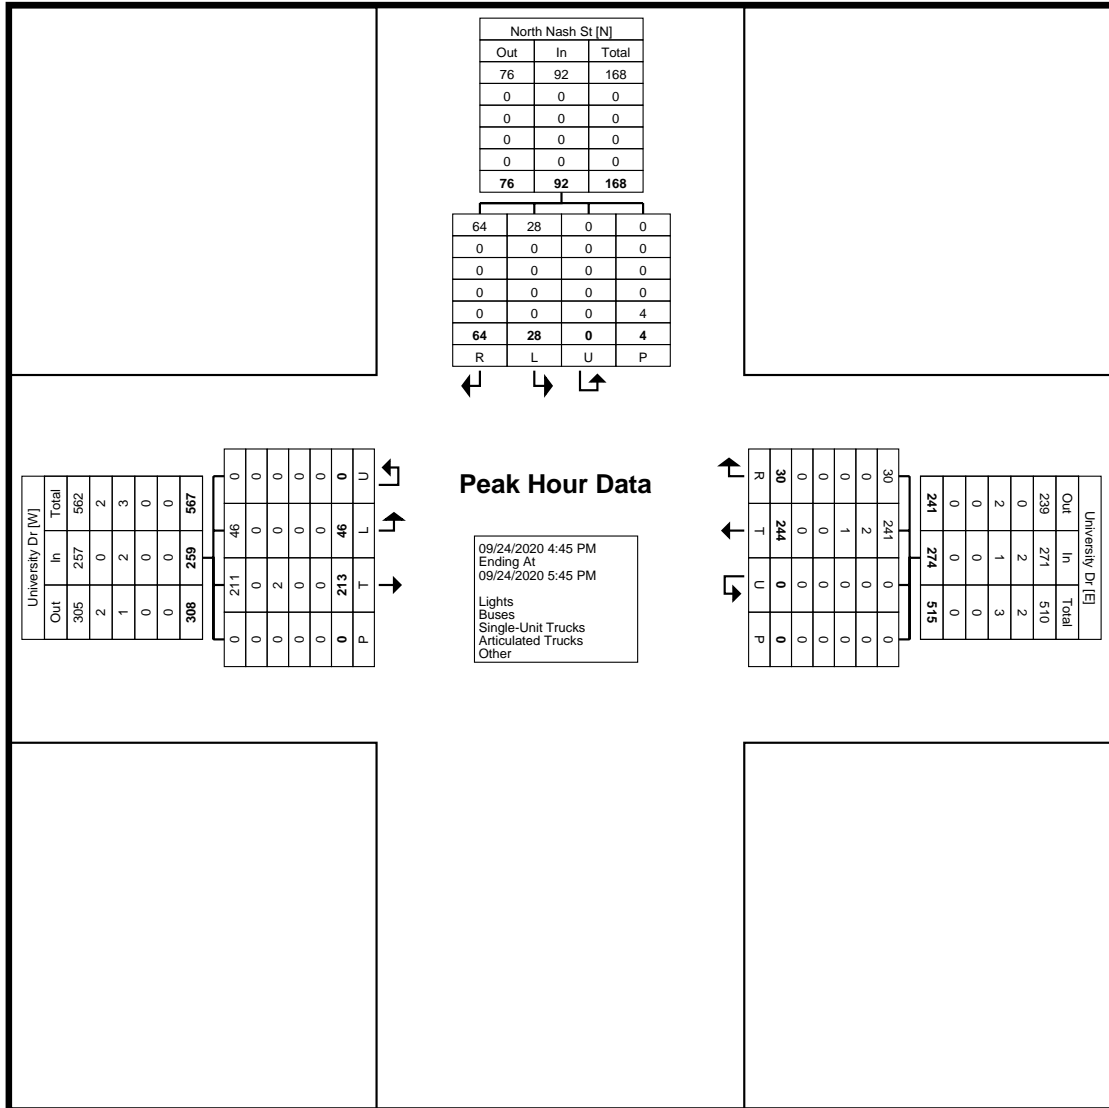 North Nash St [N]
Out In Total
76 92 168
0 0 0
0 0 0
0 0 0
0 0 0
76 92 168
64 28 0 0
0 0 0 0
0 0 0 0
0 0 0 0
0 0 0 4
64 28 0 4
R L U P
University Dr [W]
Total In Out
562 257 305
2 0 2
3 2 1
0 0 0
0 0 0
567 259 308
0 46 211 0
0 0 0 0
0 0 2 0
0 0 0 0
0 0 0 0
0 46 213 0
U L T P
Peak Hour Data
09/24/2020 4:45 PM
Ending At
09/24/2020 5:45 PM
Lights
Buses
Single-Unit Trucks
Articulated Trucks
Other
University Dr [E]
Out In Total
239 271 510
0 2 2
2 1 3
0 0 0
0 0 0
241 274 515
30 241 0 0
0 2 0 0
0 1 0 0
0 0 0 0
0 0 0 0
30 244 0 0
R T U P